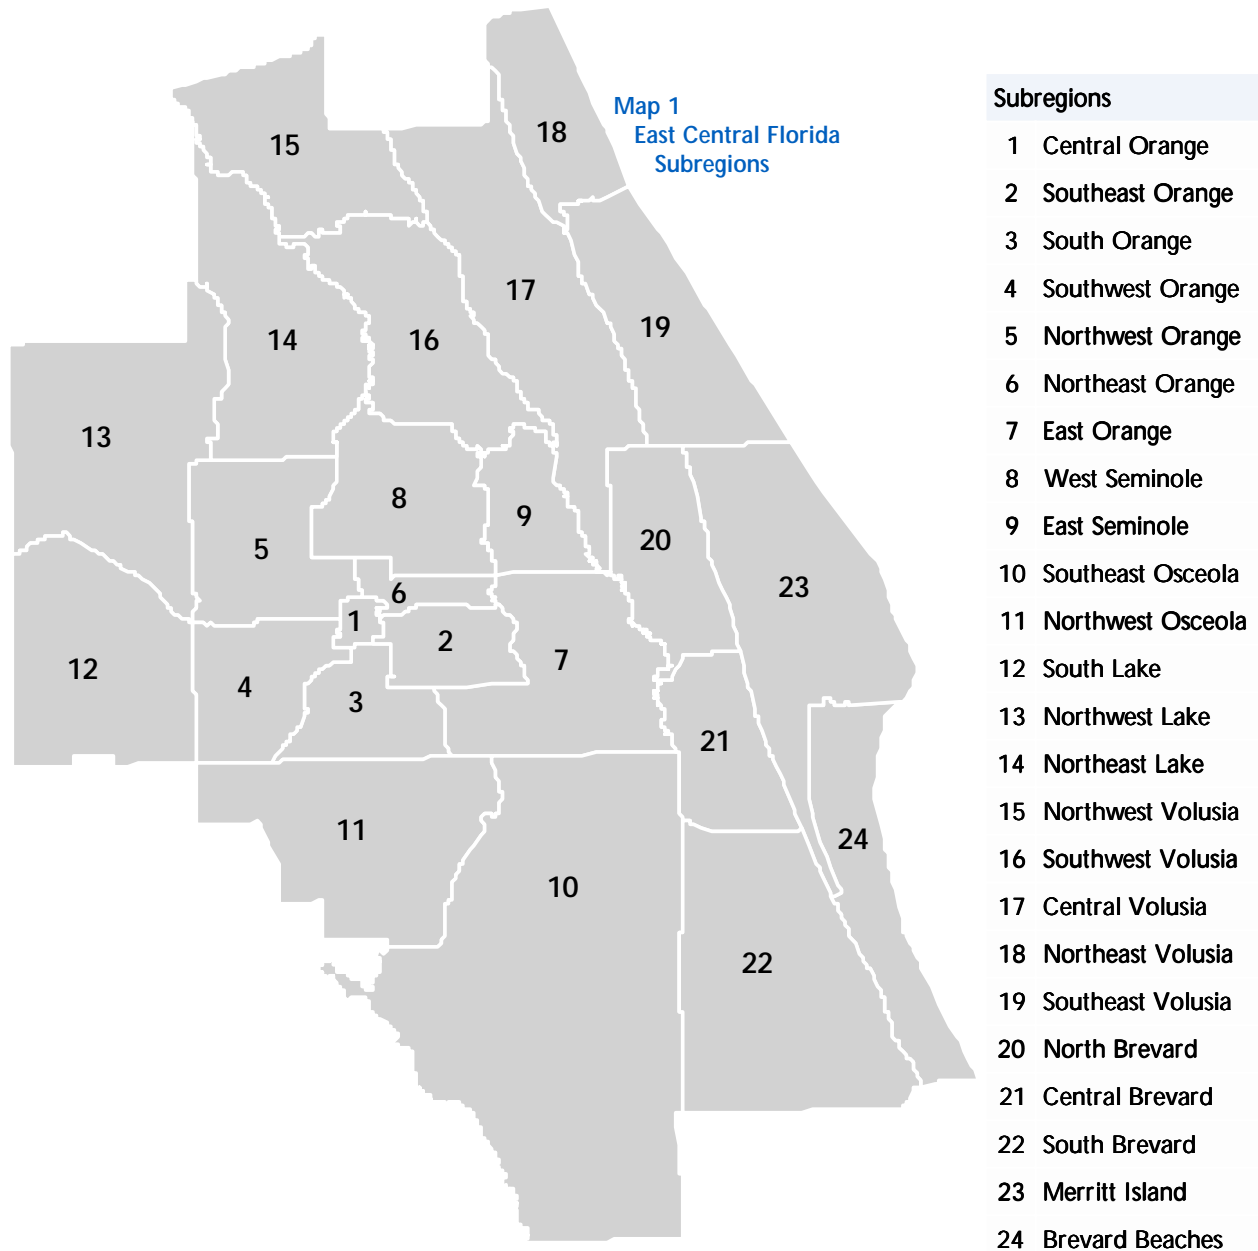 Map 1
East Central Florida
Subregions
18
15
17
19
14
16
13
8
9
20
5
23
6
1
2
7
12
4
3
21
11
24
10
22
Subregions
1 Central Orange
2 Southeast Orange
3 South Orange
4 Southwest Orange
5 Northwest Orange
6 Northeast Orange
7 East Orange
8 West Seminole
9 East Seminole
10 Southeast Osceola
11 Northwest Osceola
12 South Lake
13 Northwest Lake
14 Northeast Lake
15 Northwest Volusia
16 Southwest Volusia
17 Central Volusia
18 Northeast Volusia
19 Southeast Volusia
20 North Brevard
21 Central Brevard
22 South Brevard
23 Merritt Island
24 Brevard Beaches